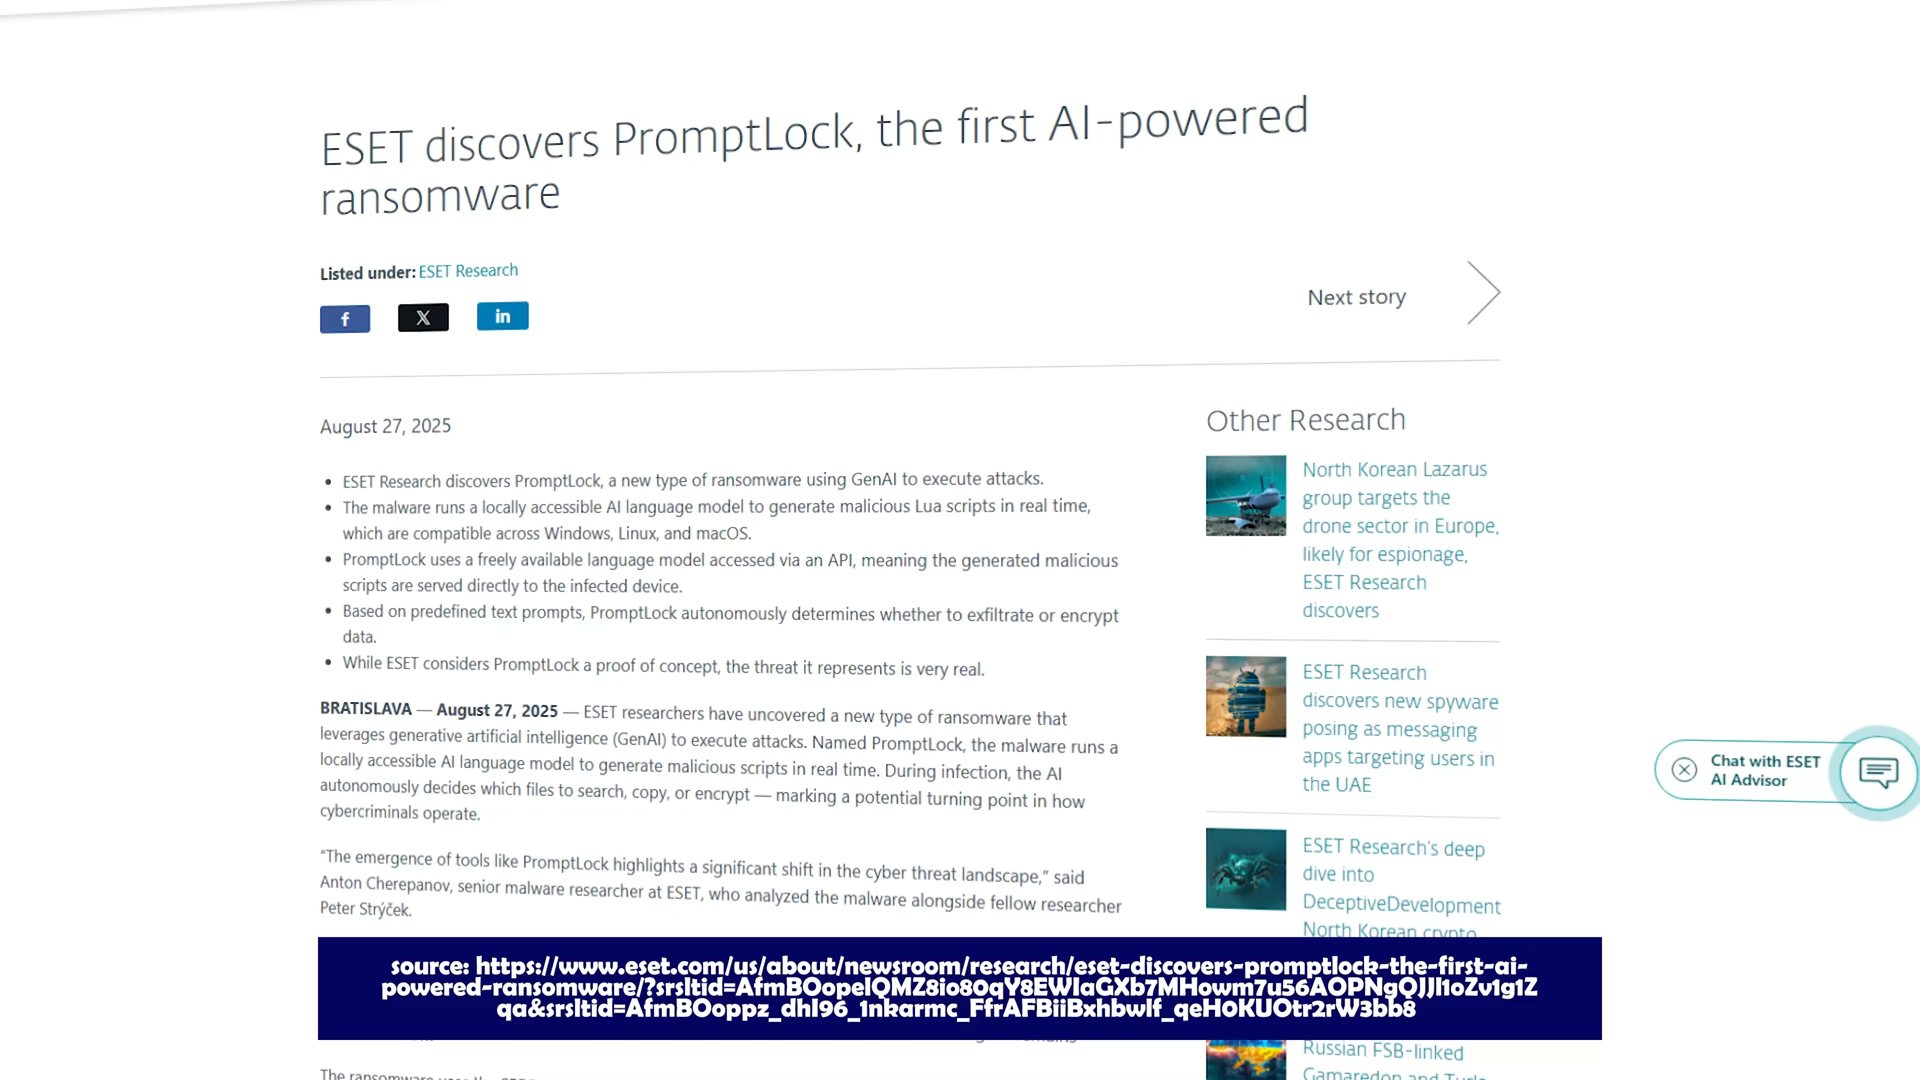 ESET discovers PromptLock, the first AI-powered
ransomware
Listed under: ESET Research
f
X
in
Next story
August 27, 2025
• ESET Research discovers PromptLock, a new type of ransomware using GenAI to execute attacks.
• The malware runs a locally accessible AI language model to generate malicious Lua scripts in real time,
which are compatible across Windows, Linux, and macOS.
• PromptLock uses a freely available language model accessed via an API, meaning the generated malicious
scripts are served directly to the infected device.
• Based on predefined text prompts, PromptLock autonomously determines whether to exfiltrate or encrypt
data.
• While ESET considers PromptLock a proof of concept, the threat it represents is very real.
BRATISLAVA — August 27, 2025 — ESET researchers have uncovered a new type of ransomware that
leverages generative artificial intelligence (GenAI) to execute attacks. Named PromptLock, the malware runs a
locally accessible AI language model to generate malicious scripts in real time. During infection, the AI
autonomously decides which files to search, copy, or encrypt — marking a potential turning point in how
cybercriminals operate.
“The emergence of tools like PromptLock highlights a significant shift in the cyber threat landscape,” said
Anton Cherepanov, senior malware researcher at ESET, who analyzed the malware alongside fellow researcher
Peter Strýček.
Other Research
North Korean Lazarus
group targets the
drone sector in Europe,
likely for espionage,
ESET Research
discovers
ESET Research
discovers new spyware
posing as messaging
apps targeting users in
the UAE
ESET Research's deep
dive into
DeceptiveDevelopment
North Korean crypto
Chat with ESET
AI Advisor
source: https://www.eset.com/us/about/newsroom/research/eset-discovers-promptlock-the-first-ai-
powered-ransomware/?srsltid=AfmBOopelQMZ8io80qY8EWIaGXb7MHowm7u56AOPNgQJJl1oZv1g1Z
qa&srsltid=AfmBOoppz_dhl96_1nkarmc_FfrAFBiiBxhbwlf_qeH0KUOtr2rW3bb8
The ransomware uses the
Russian FSB-linked
Gamaredon and Turla